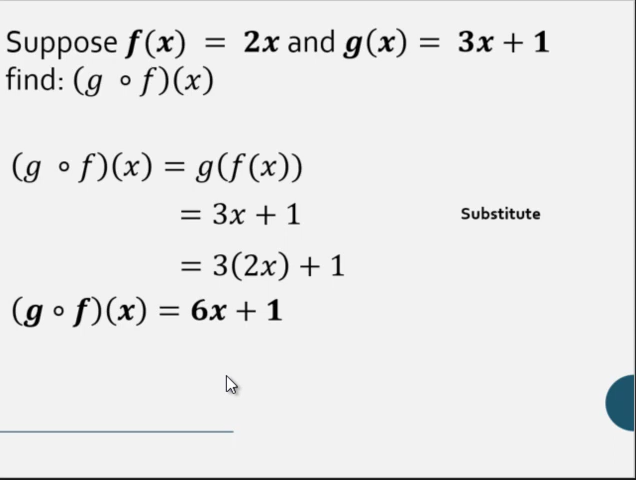 Suppose f(x) = 2x and g(x) = 3x + 1
find: (g ∘ f)(x)
(g ∘ f)(x) = g(f(x))
= 3x + 1 Substitute
= 3(2x) + 1
(g ∘ f)(x) = 6x + 1